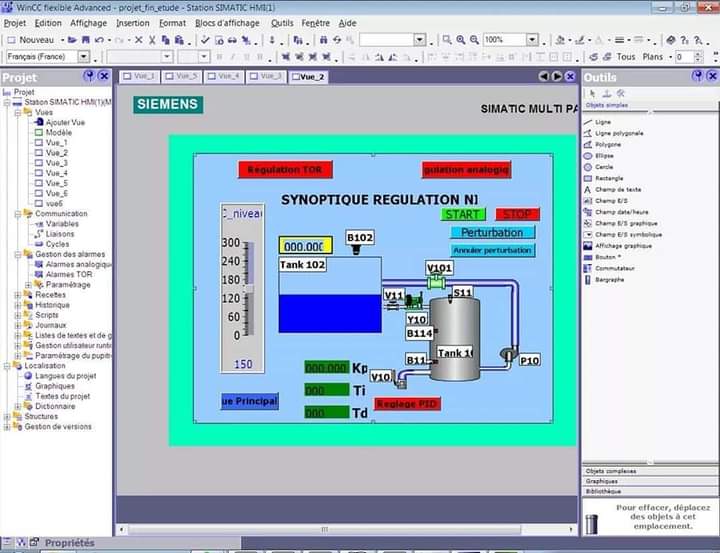 WinCC flexible Advanced - projet_fin_etude - Station SIMATIC HMI(1)
Projet Edition Affichage Insertion Format Blocs d'affichage Outils Fenêtre Aide
Nouveau 100%
Français (France) Tous Plans - 0
Projet
Vue_1 Vue_5 Vue_4 Vue_3 Vue_2
Outils
Projet
Station SIMATIC HMI(1)(M
Vues
Ajouter Vue
Modèle
Vue_1
Vue_2
Vue_3
Vue_4
Vue_5
Vue_6
vue6
Communication
Variables
Liaisons
Cycles
Gestion des alarmes
Alarmes analogiqu
Alarmes TOR
Paramétrage
Recettes
Historique
Scripts
Journaux
Listes de textes et de g
Gestion utilisateur runti
Paramétrage du pupitr
Localisation
Langues du projet
Graphiques
Textes du projet
Dictionnaire
Structures
Gestion de versions
SIEMENS
SIMATIC MULTI PA
Regulation TOR
gulation analogiq
SYNOPTIQUE REGULATION NI
START STOP
Perturbation
Annuler perturbation
C_niveau
300
240
180
120
60
0
150
000.000
B102
Tank 102
V101
V11
S11
Y10
B114
B11
Tank 10
P10
V10
000.000 Kp
000 Ti
000 Td
ue Principal
Reglage PID
Objets simples
Ligne
Ligne polygonale
Polygone
Ellipse
Cercle
Rectangle
Champ de texte
Champ E/S
Champ date/heure
Champ E/S graphique
Champ E/S symbolique
Affichage graphique
Bouton
Commutateur
Bargraphe
Objets complexes
Graphiques
Bibliothèque
Pour effacer, déplacez
des objets à cet
emplacement.
Propriétés